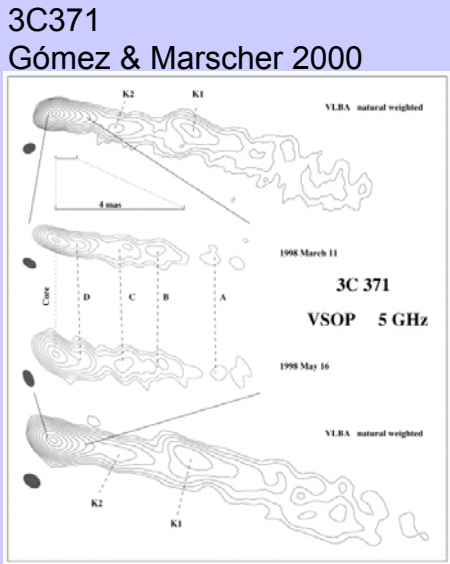 3C371
Gómez & Marscher 2000
K2 K1 VLBA natural weighted
4 mas
1998 March 11
3C 371
Core D C B A
VSOP 5 GHz
1998 May 16
VLBA natural weighted
K2
K1